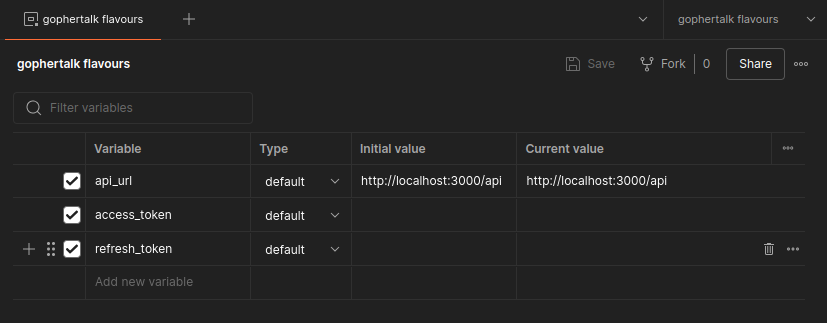 gophertalk flavours
gophertalk flavours
gophertalk flavours
Save
Fork
0
Share
Filter variables
Variable Type Initial value Current value
api_url default http://localhost:3000/api http://localhost:3000/api
access_token default
refresh_token default
Add new variable